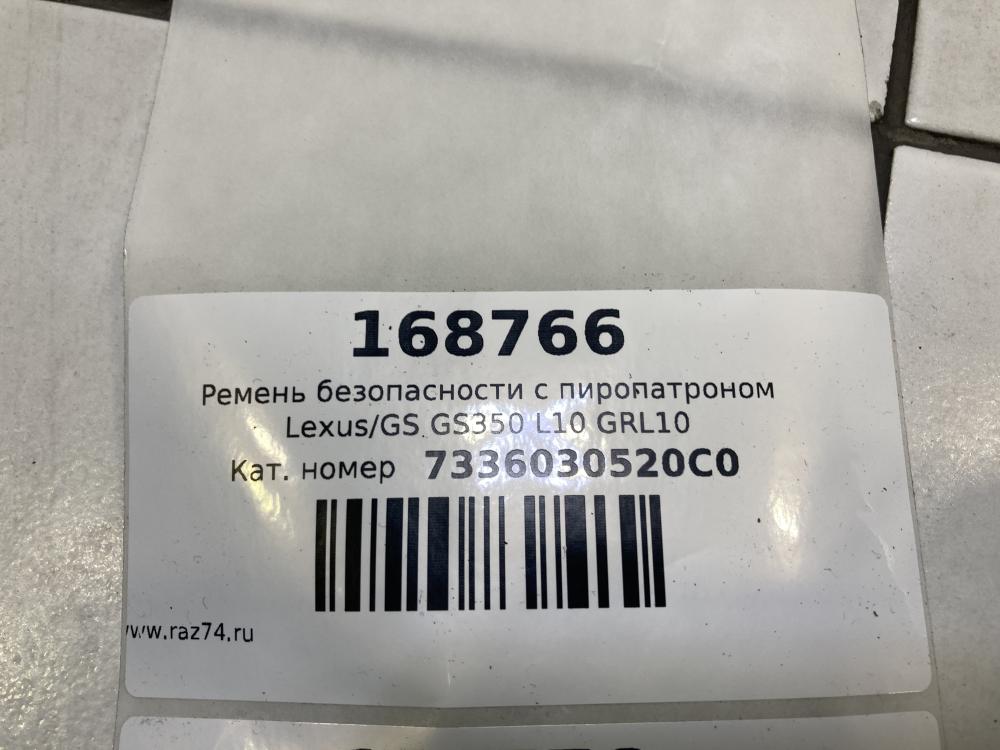 168766
Ремень безопасности с пиропатроном
Lexus/GS GS350 L10 GRL10
Кат. номер 7336030520C0
www.raz74.ru